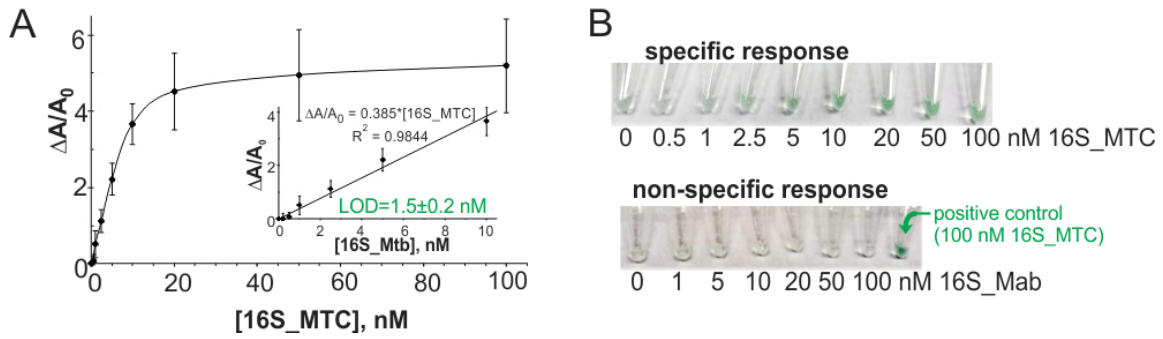 A
ΔA/A0
6
4
2
0
0
20
40
60
80
100
[16S_MTC], nM
ΔA/A0
4
2
0
ΔA/A0 = 0.385*[16S_MTC]
R2 = 0.9844
LOD=1.5±0.2 nM
0
2
4
6
8
10
[16S_Mtb], nM
B
specific response
0 0.5 1 2.5 5 10 20 50 100 nM 16S_MTC
non-specific response
positive control
(100 nM 16S_MTC)
0 1 5 10 20 50 100 nM 16S_Mab